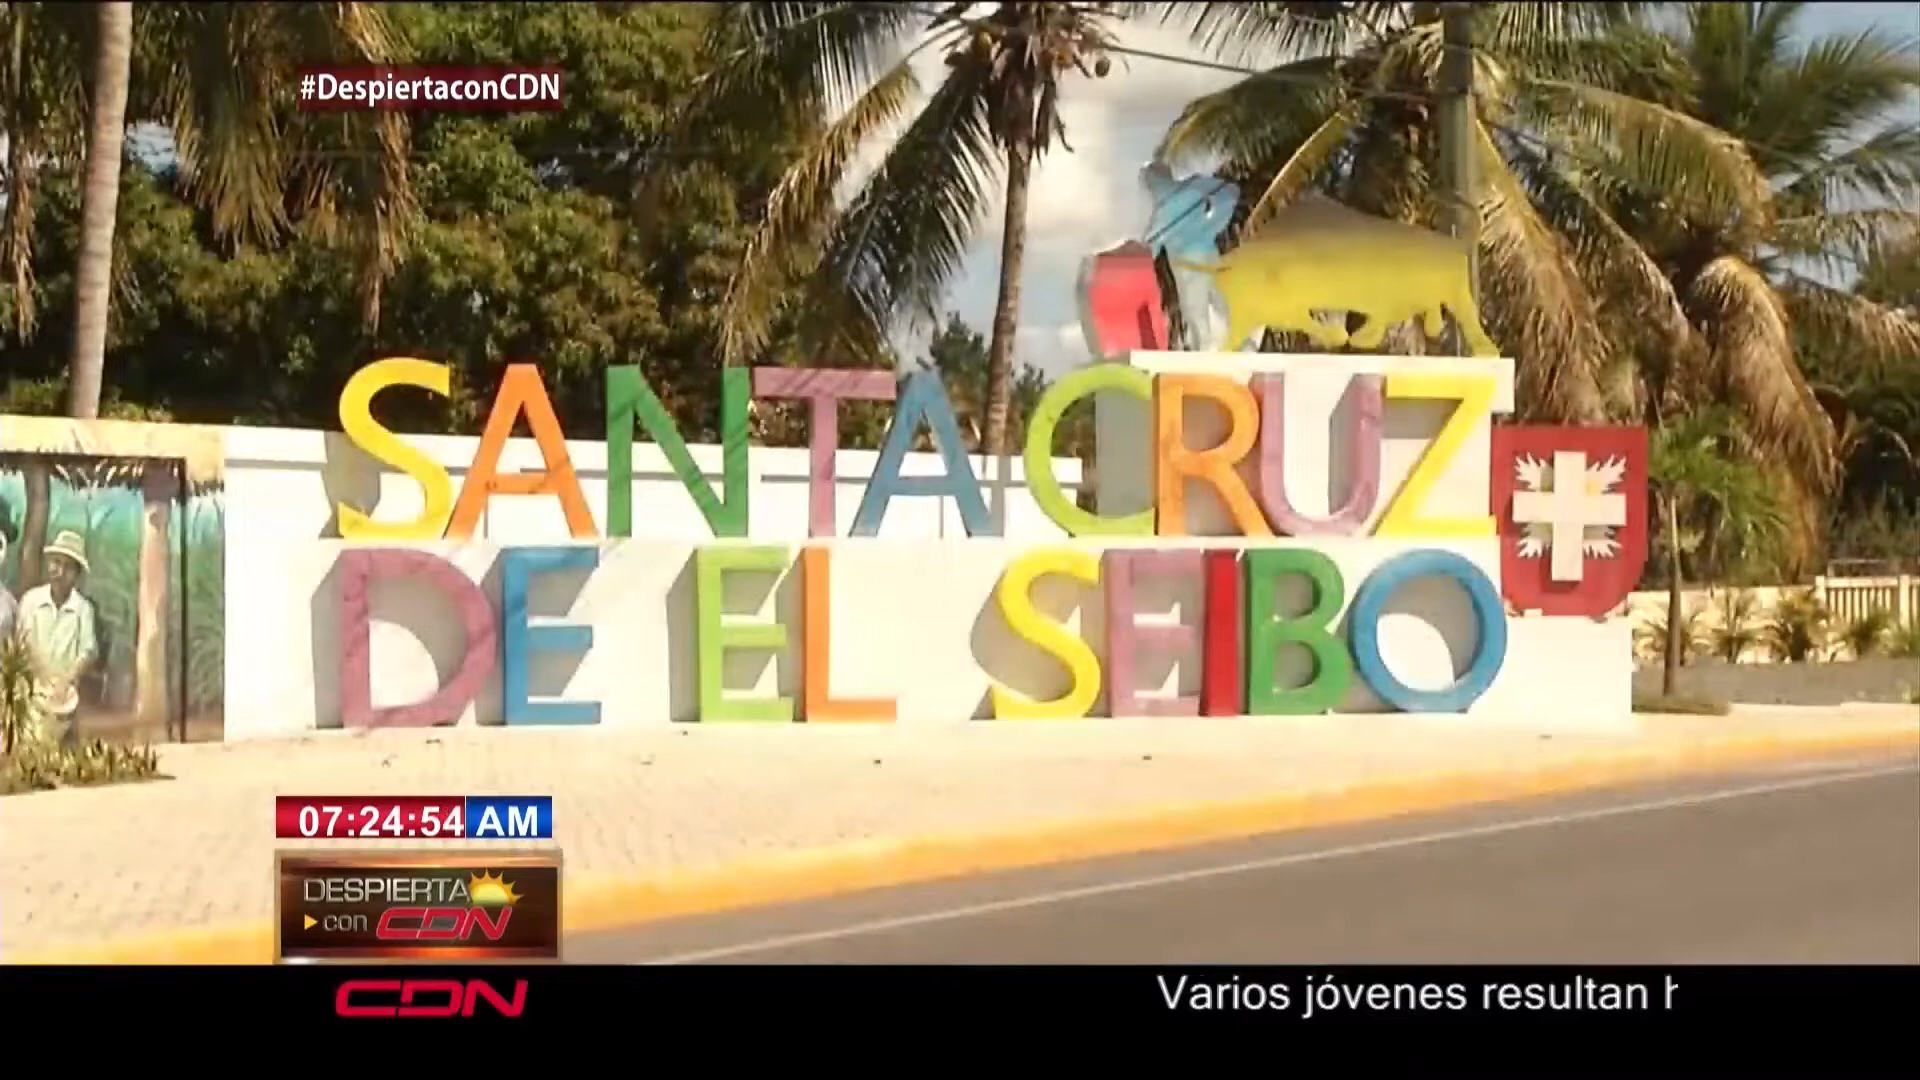 #DespiertaconCDN
SANTA CRUZ
DE EL SEIBO
07:24:54 AM
DESPIERTA
con CDN
CDN
Varios jóvenes resultan